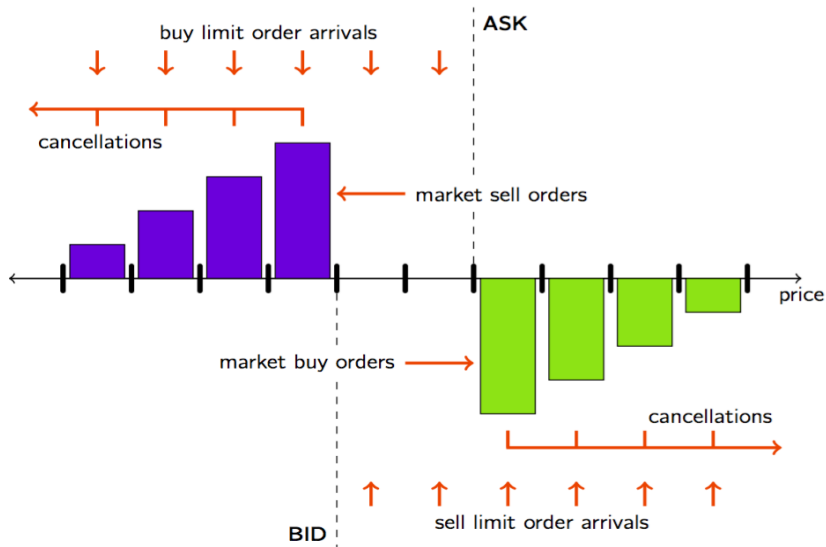 ASK
buy limit order arrivals
cancellations
market sell orders
price
market buy orders
cancellations
sell limit order arrivals
BID